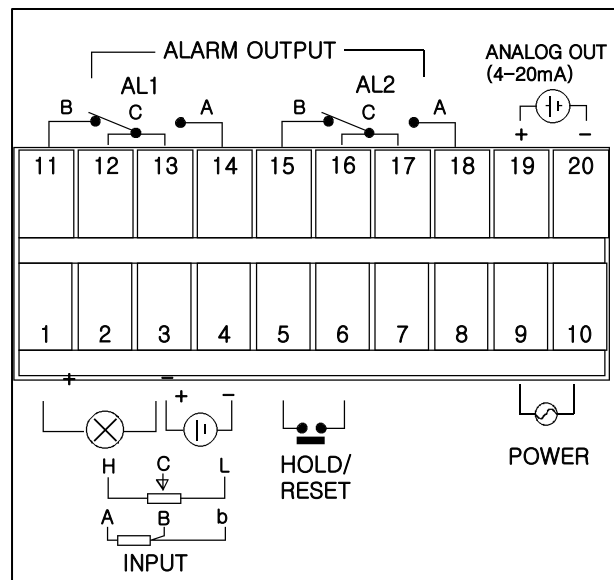 ALARM OUTPUT
ANALOG OUT
(4-20mA)
AL1
AL2
B C A B C A + −
11 12 13 14 15 16 17 18 19 20
1 2 3 4 5 6 7 8 9 10
+ −
+ −
H C L
HOLD/
RESET
POWER
A B b
INPUT